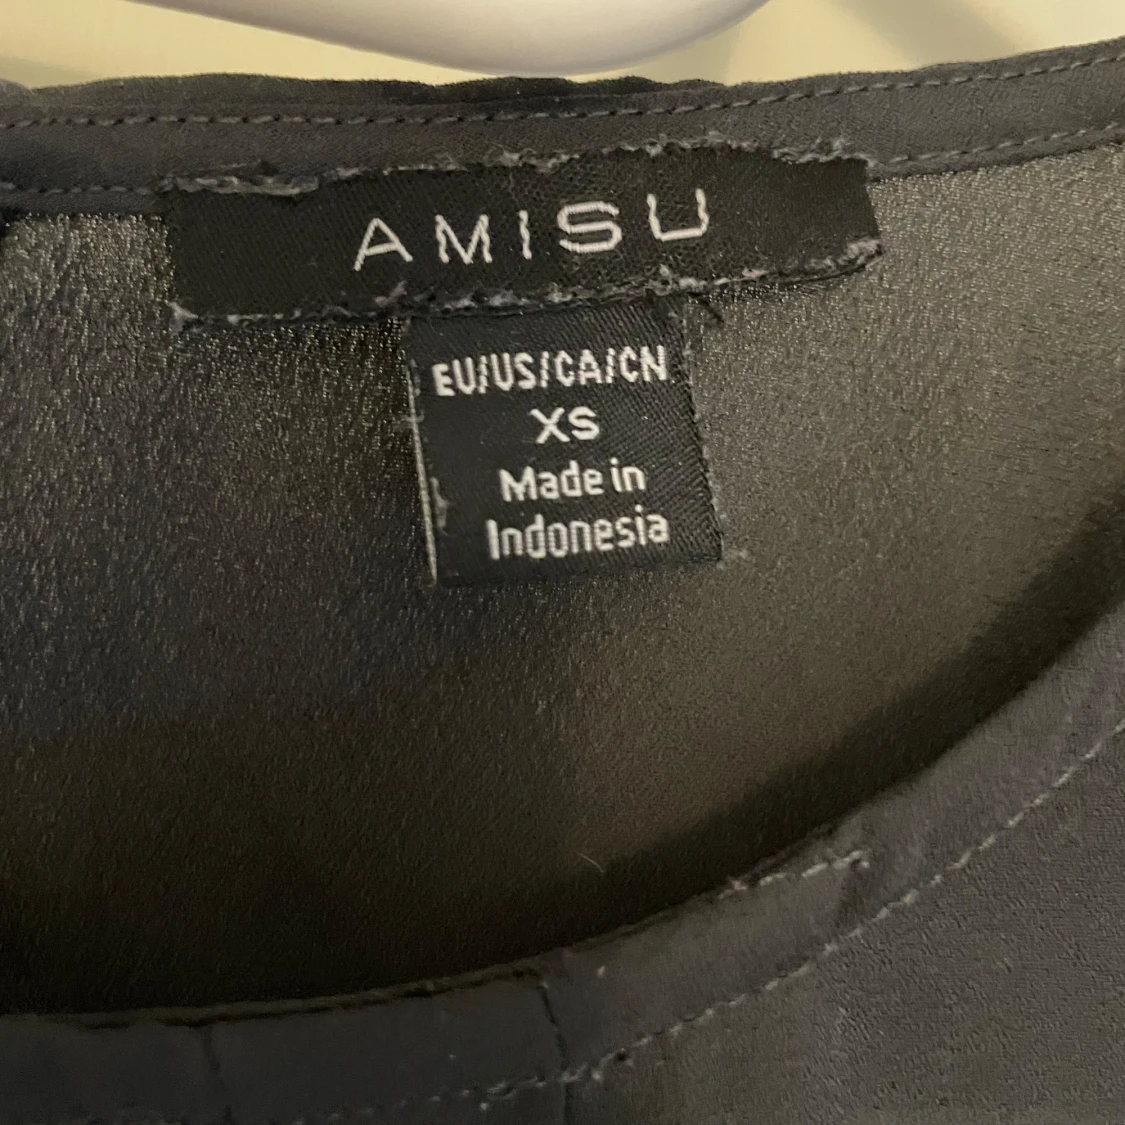 AMISU
EU/US/CA/CN
XS
Made in
Indonesia